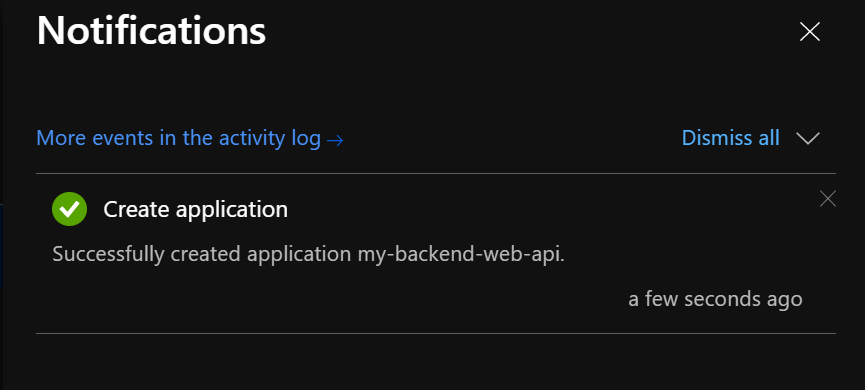 Notifications
More events in the activity log →
Dismiss all
Create application
Successfully created application my-backend-web-api.
a few seconds ago